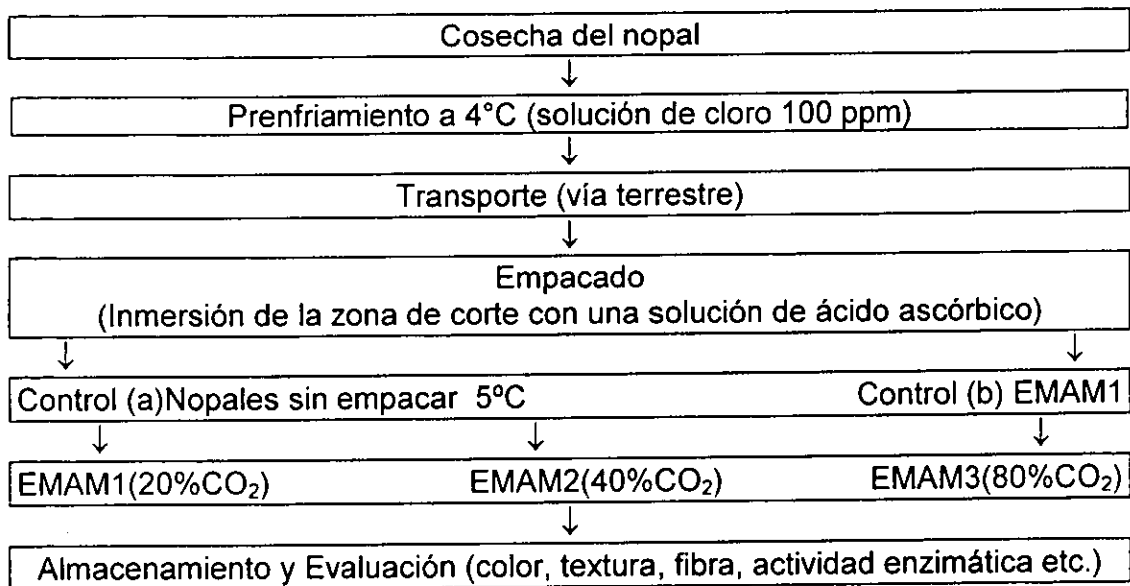 Cosecha del nopal
↓
Prenfriamiento a 4°C (solución de cloro 100 ppm)
↓
Transporte (vía terrestre)
↓
Empacado
(Inmersión de la zona de corte con una solución de ácido ascórbico)
↓ ↓
Control (a)Nopales sin empacar 5ºC Control (b) EMAM1
↓ ↓ ↓
EMAM1(20%CO₂) EMAM2(40%CO₂) EMAM3(80%CO₂)
↓
Almacenamiento y Evaluación (color, textura, fibra, actividad enzimática etc.)